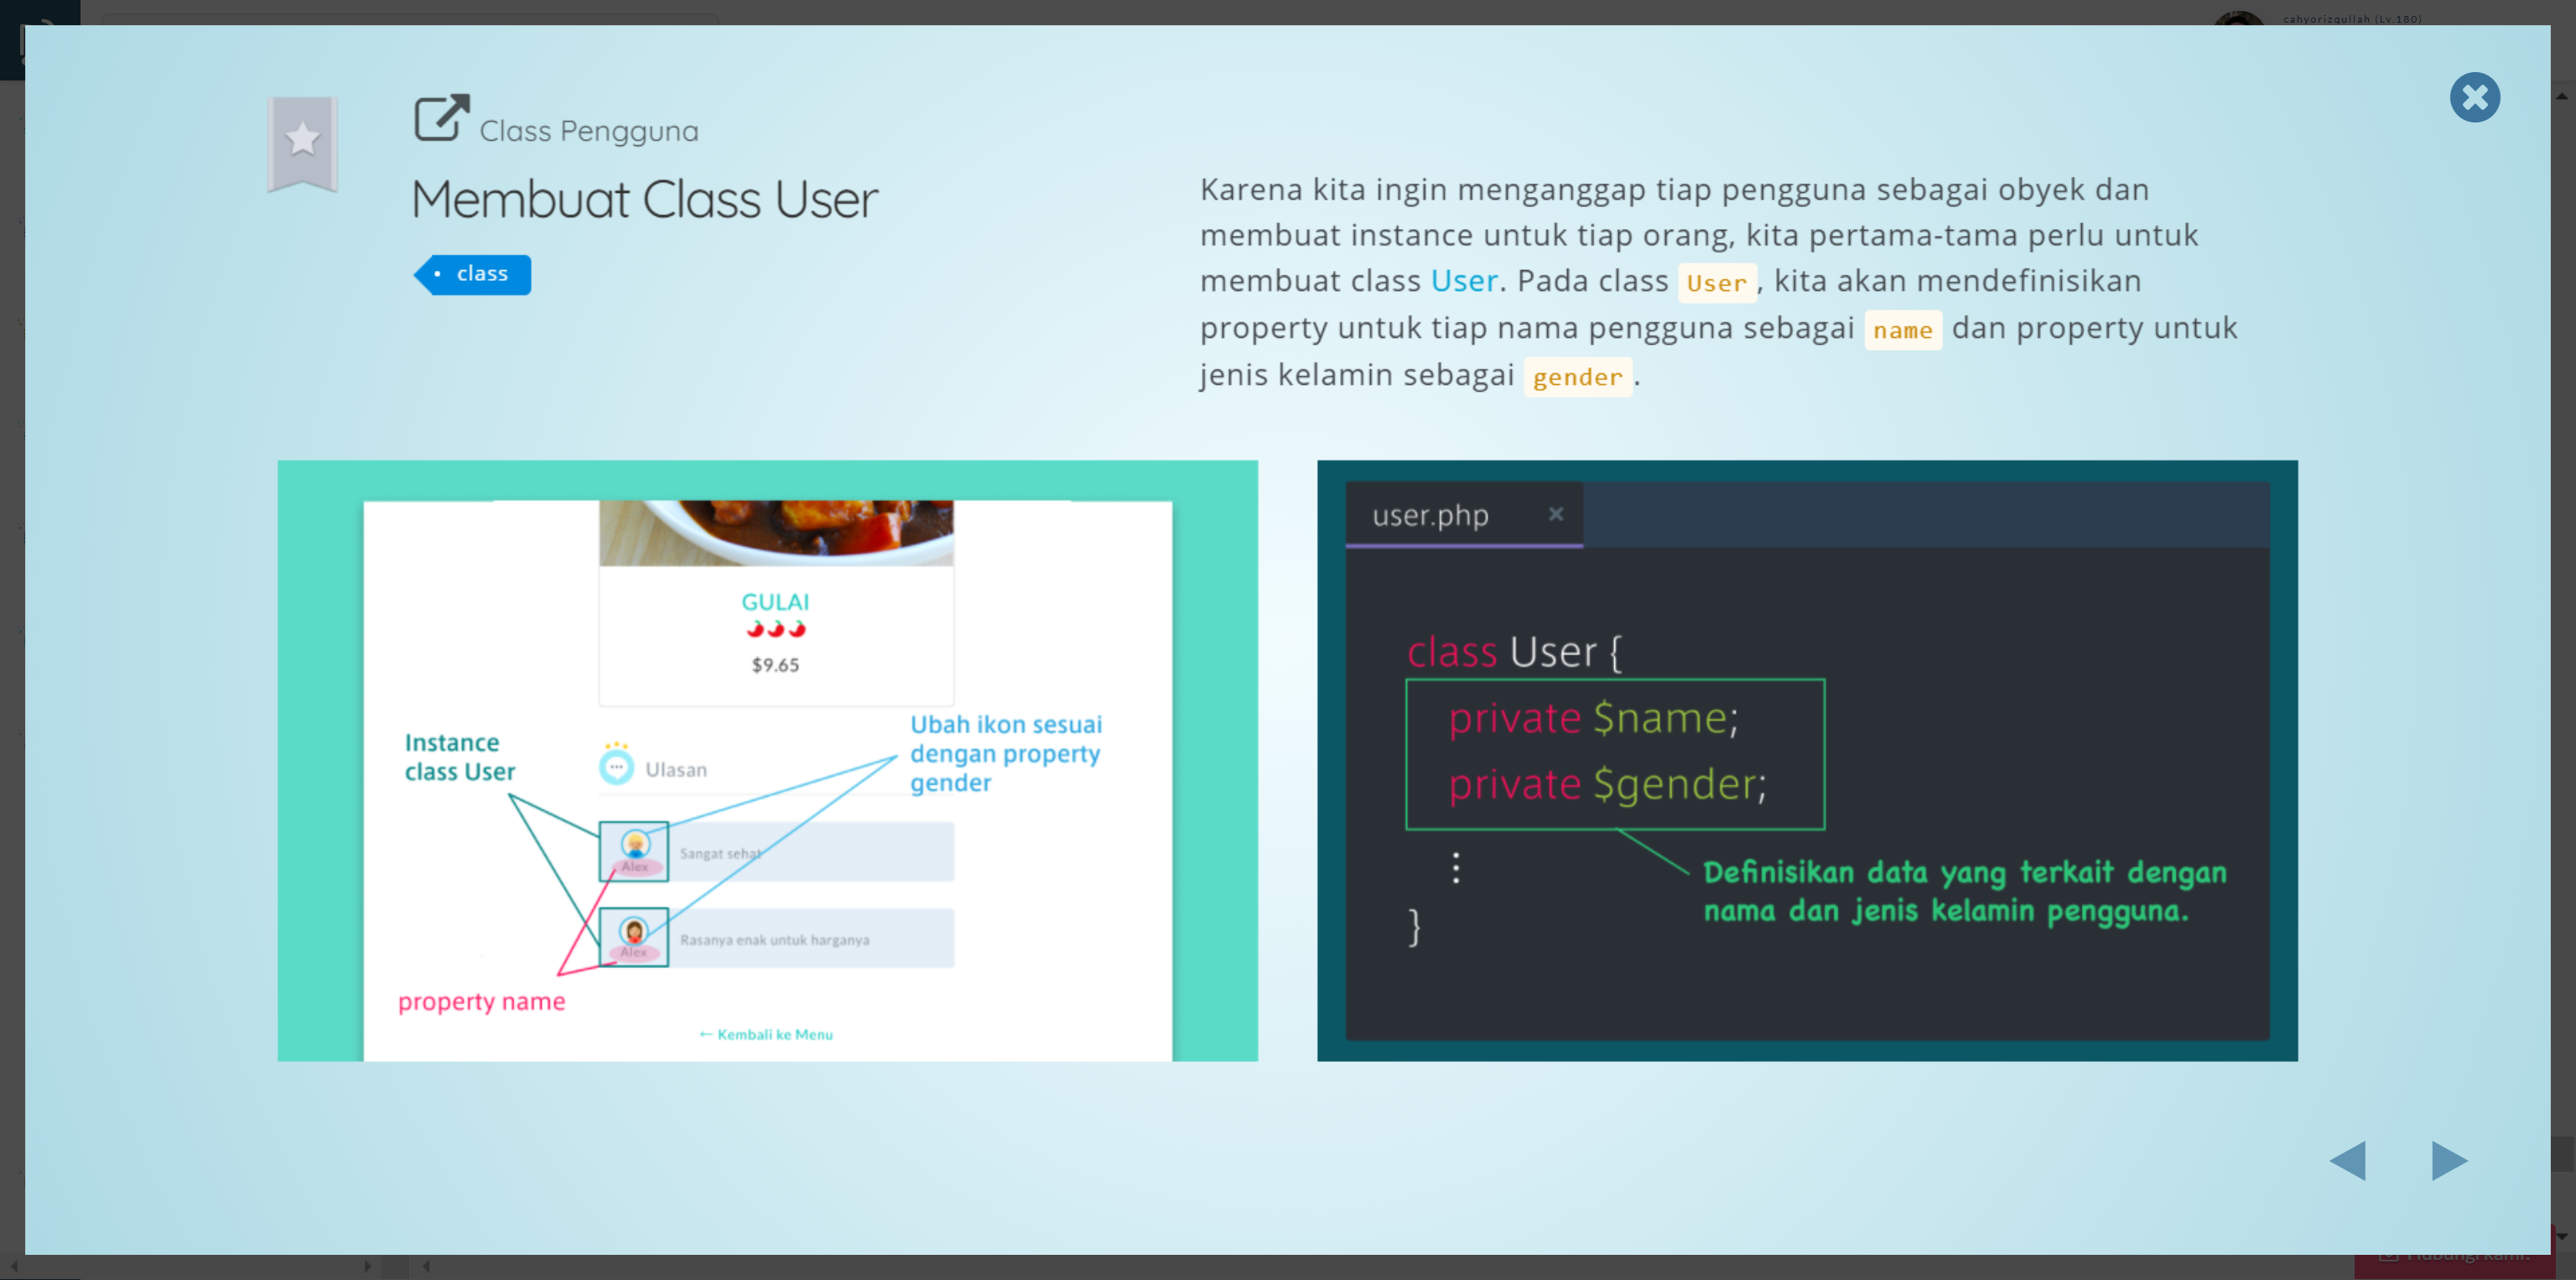 cahyorizqullah (Lv.180)
Class Pengguna
Membuat Class User
• class
Karena kita ingin menganggap tiap pengguna sebagai obyek dan
membuat instance untuk tiap orang, kita pertama-tama perlu untuk
membuat class User. Pada class User, kita akan mendefinisikan
property untuk tiap nama pengguna sebagai name dan property untuk
jenis kelamin sebagai gender.
GULAI
$9.65
Instance
class User
Ubah ikon sesuai
dengan property
gender
Ulasan
Alex
Sangat sehat
Alex
Rasanya enak untuk harganya
property name
← Kembali ke Menu
user.php ×
class User {
private $name;
private $gender;
⋮
}
Definisikan data yang terkait dengan
nama dan jenis kelamin pengguna.
Hubungi kami.